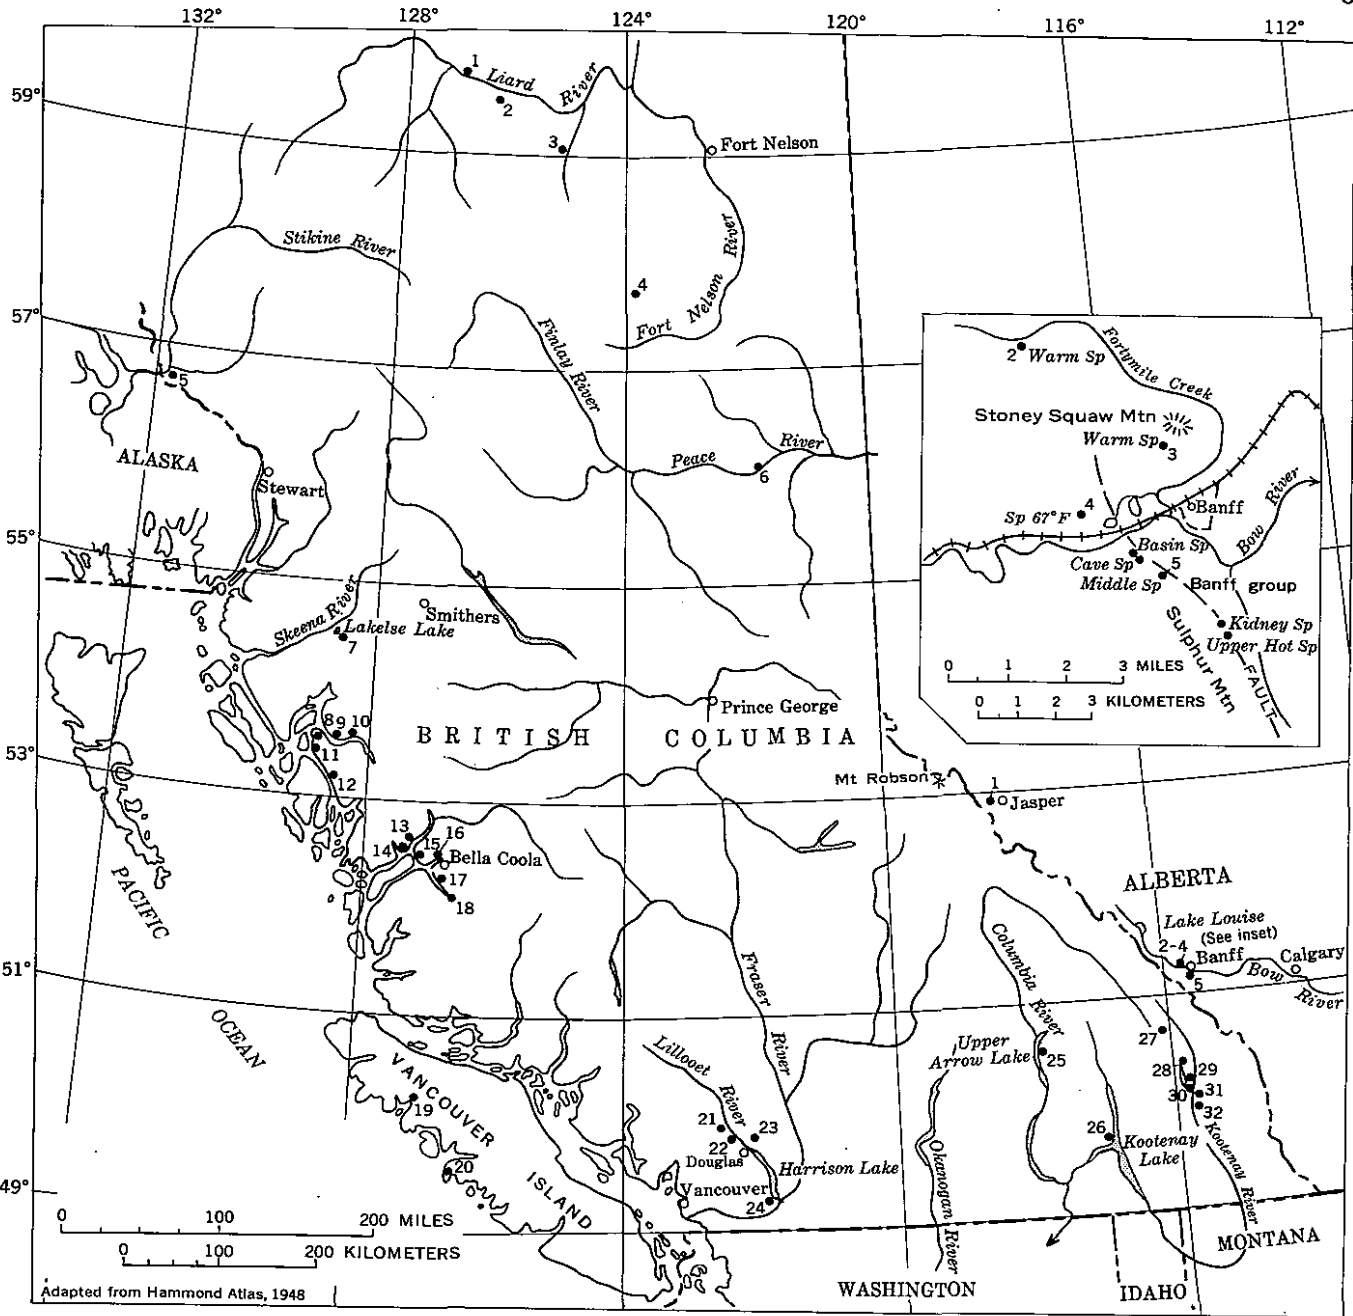 132°
128°
124°
120°
116°
112°
59°
57°
55°
53°
51°
49°
1
Liard River
2
3
Fort Nelson
Stikine River
4
Fort Nelson River
Finlay River
5
ALASKA
Stewart
Peace River
6
Skeena River
Smithers
Lakelse Lake
7
Prince George
8 9 10
11
12
BRITISH COLUMBIA
Mt Robson
1
Jasper
13
14
15
16
Bella Coola
17
18
PACIFIC
OCEAN
ALBERTA
Lake Louise
(See inset)
2-4
Banff
5
Calgary
Bow River
Columbia River
Fraser River
Upper
Arrow Lake
25
27
28
29
30
31
32
Lillooet River
21
22
23
Douglas
Harrison Lake
24
Vancouver
VANCOUVER
ISLAND
19
20
26
Kootenay
Lake
Kootenay River
Okanogan River
WASHINGTON
IDAHO
MONTANA
0 100 200 MILES
0 100 200 KILOMETERS
Adapted from Hammond Atlas, 1948
2 Warm Sp
Fortymile Creek
Stoney Squaw Mtn
Warm Sp
3
4
Sp 67°F
Banff
Bow River
Basin Sp
Cave Sp
5
Middle Sp
Banff group
Kidney Sp
Upper Hot Sp
Sulphur Mtn
FAULT
0 1 2 3 MILES
0 1 2 3 KILOMETERS